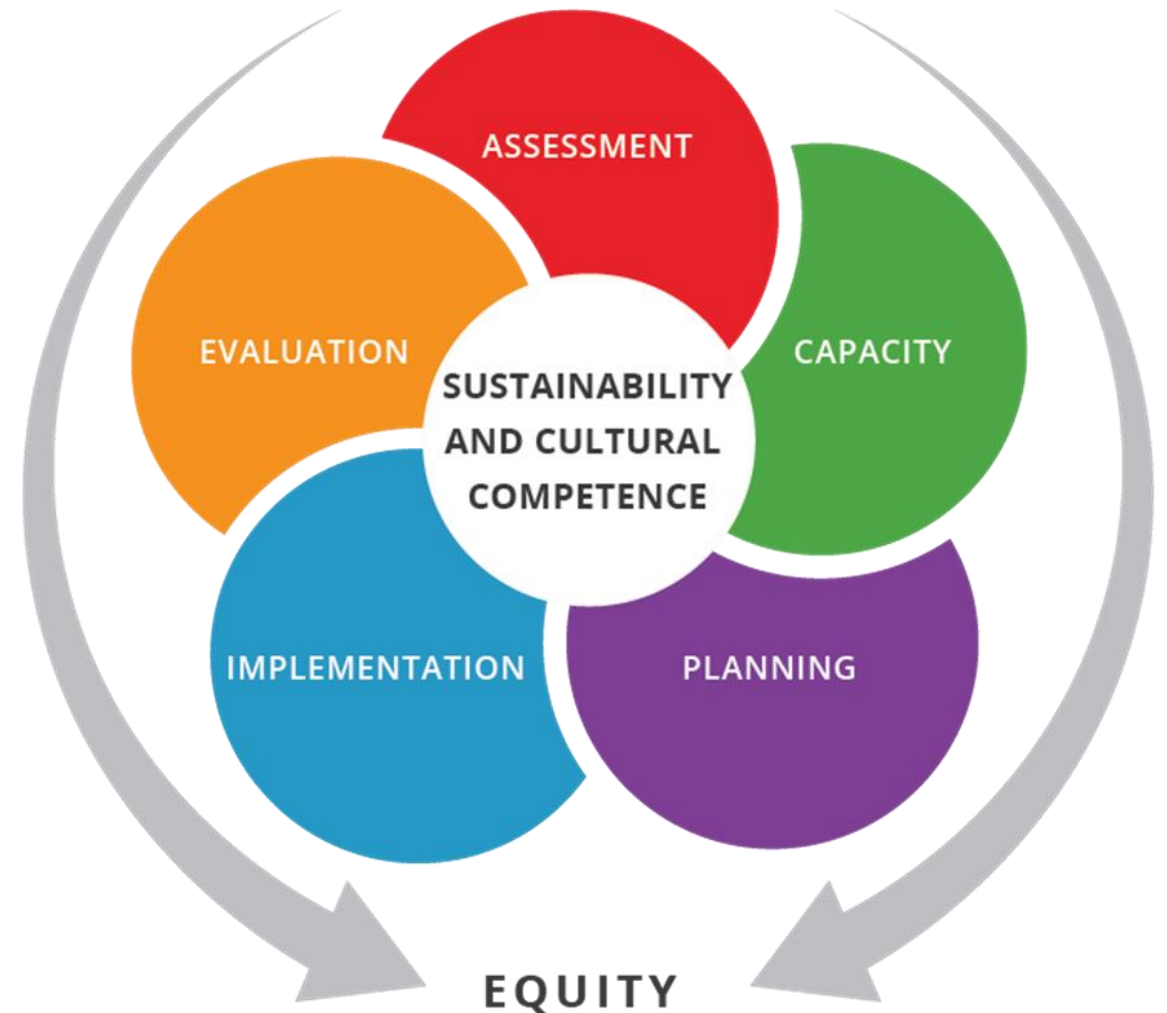 ASSESSMENT
EVALUATION
CAPACITY
SUSTAINABILITY
AND CULTURAL
COMPETENCE
IMPLEMENTATION
PLANNING
EQUITY